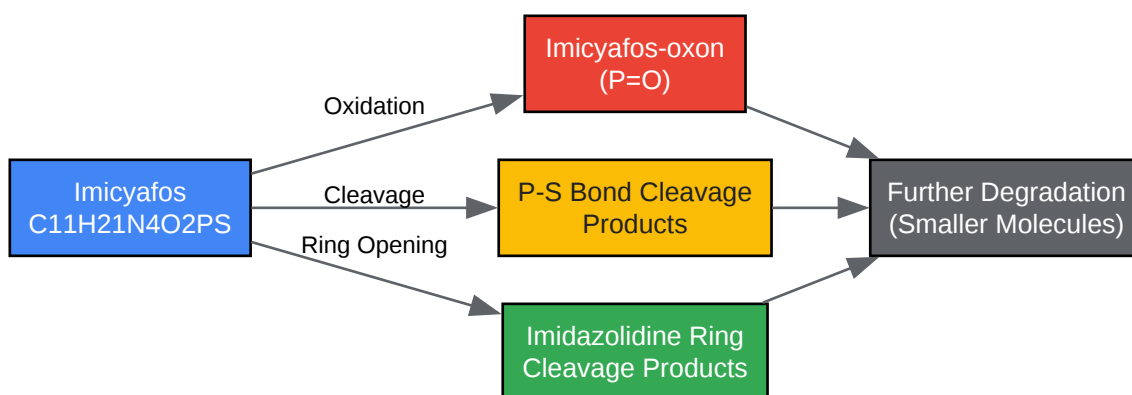 Imicyafos
C11H21N4O2PS
Oxidation
Cleavage
Ring Opening
Imicyafos-oxon
(P=O)
P-S Bond Cleavage
Products
Imidazolidine Ring
Cleavage Products
Further Degradation
(Smaller Molecules)